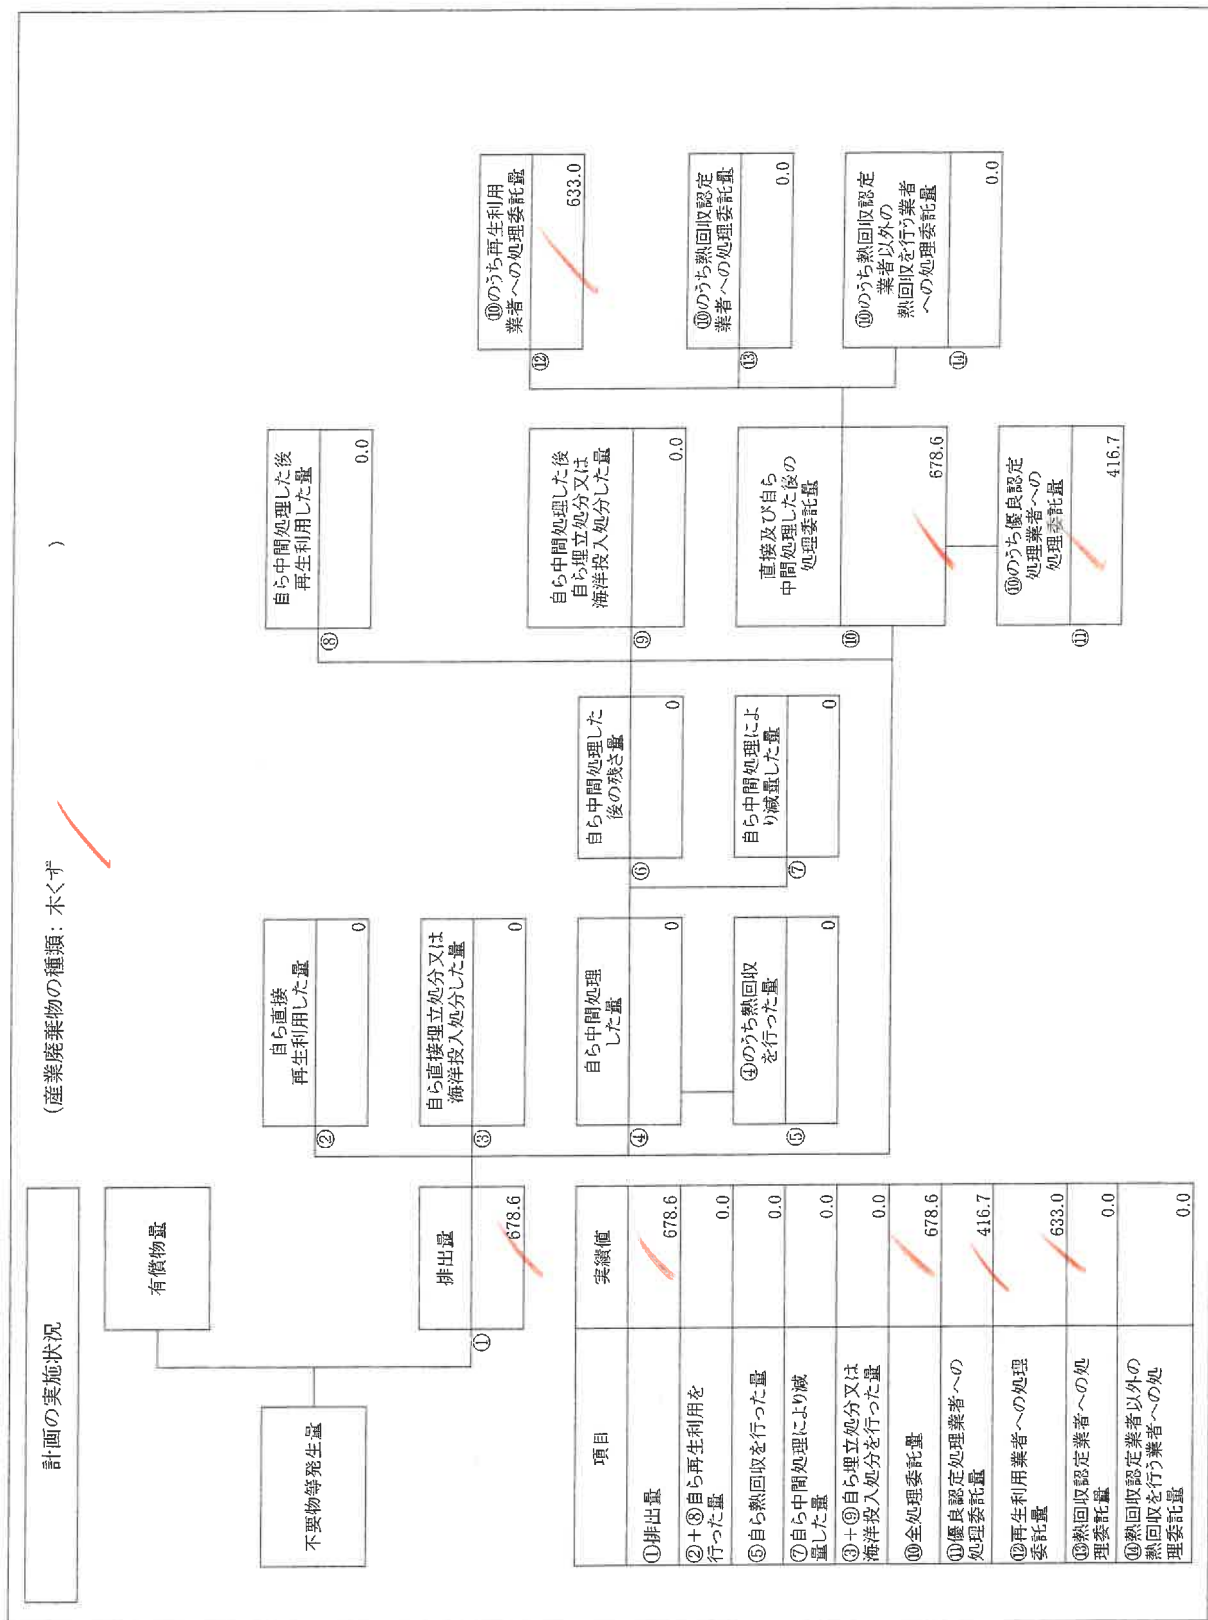 計画の実施状況
(産業廃棄物の種類：木くず
)
不要物等発生量
有償物量
①
排出量
678.6
②
自ら直接
再生利用した量
0
③
自ら直接埋立処分又は
海洋投入処分した量
0
④
自ら中間処理
した量
0
⑤
④のうち熱回収
を行った量
0
⑥
自ら中間処理した
後の残さ量
0
⑦
自ら中間処理によ
り減量した量
0
⑧
自ら中間処理した後
再生利用した量
0.0
⑨
自ら中間処理した後
自ら埋立処分又は
海洋投入処分した量
0.0
⑩
直接及び自ら
中間処理した後の
処理委託量
678.6
⑪
⑩のうち優良認定
処理業者への
処理委託量
416.7
⑫
⑩のうち再生利用
業者への処理委託量
633.0
⑬
⑩のうち熱回収認定
業者への処理委託量
0.0
⑭
⑩のうち熱回収認定
業者以外の
熱回収を行う業者
への処理委託量
0.0
項目 実績値
①排出量 678.6
②＋⑧自ら再生利用を
行った量 0.0
⑤自ら熱回収を行った量 0.0
⑦自ら中間処理により減
量した量 0.0
③＋⑨自ら埋立処分又は
海洋投入処分を行った量 0.0
⑩全処理委託量 678.6
⑪優良認定処理業者への
処理委託量 416.7
⑫再生利用業者への処理
委託量 633.0
⑬熱回収認定業者への処
理委託量 0.0
⑭熱回収認定業者以外の
熱回収を行う業者への処
理委託量 0.0